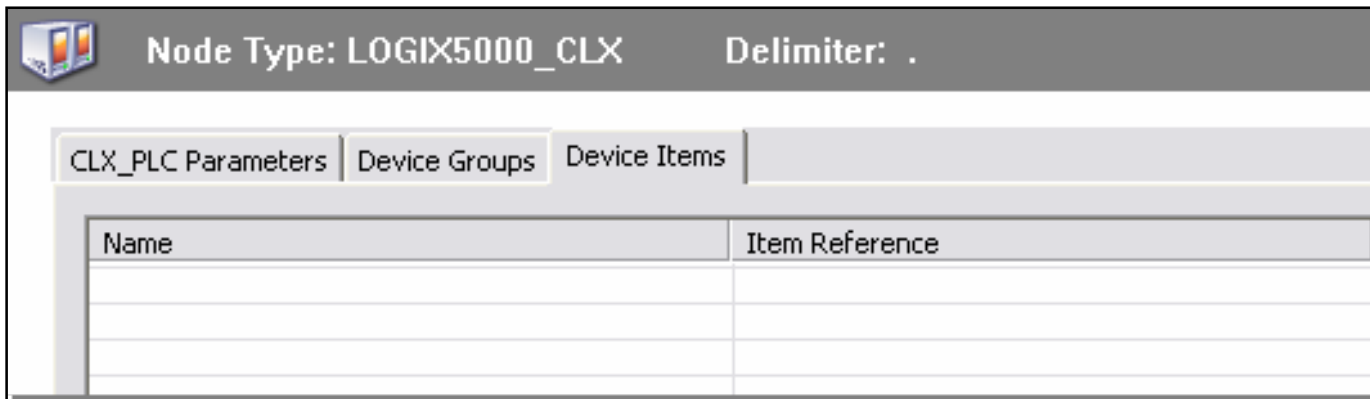 Node Type: LOGIX5000_CLX Delimiter: .
CLX_PLC Parameters Device Groups Device Items
Name Item Reference